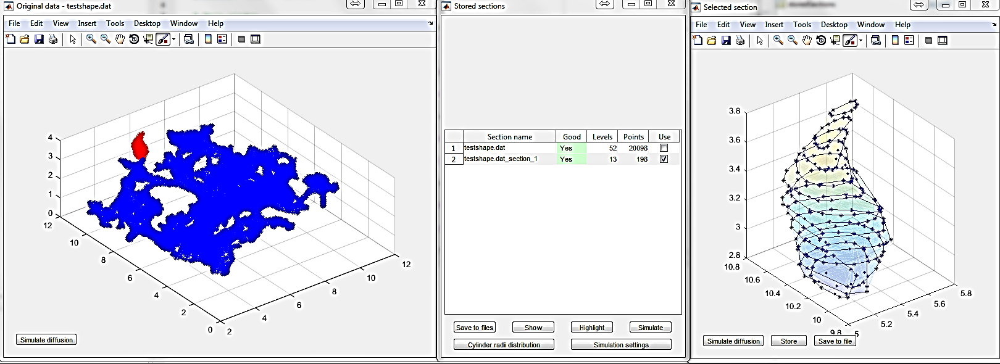 Original data - testshape.dat
File Edit View Insert Tools Desktop Window Help
4
3
2
1
0
12
10
8
6
4
2
0
2
4
6
8
10
12
Simulate diffusion
Stored sections
Section name Good Levels Points Use
1 testshape.dat Yes 52 20098
2 testshape.dat_section_1 Yes 13 198
Save to files Show Highlight Simulate
Cylinder radii distribution Simulation settings
Selected section
File Edit View Insert Tools Desktop Window Help
3.8
3.6
3.4
3.2
3
2.8
10.8
10.6
10.4
10.2
10
9.8
5
5.2
5.4
5.6
5.8
Simulate diffusion Store Save to file